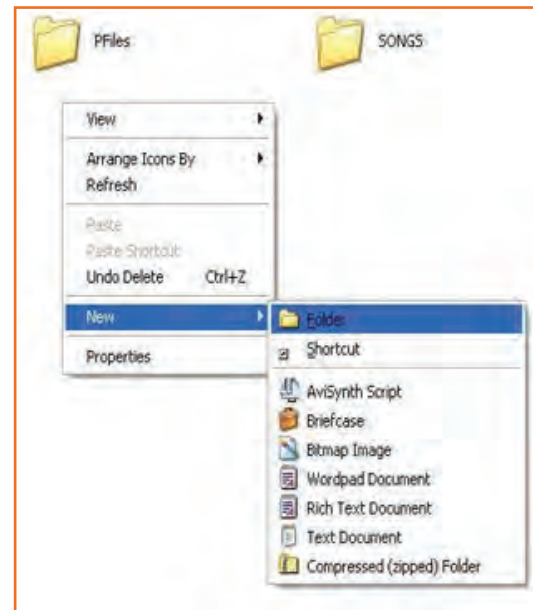 PFiles
SONGS
View
Arrange Icons By
Refresh
Paste
Paste Shortcut
Undo Delete Ctrl+Z
New
Properties
Folder
Shortcut
AviSynth Script
Briefcase
Bitmap Image
Wordpad Document
Rich Text Document
Text Document
Compressed (zipped) Folder